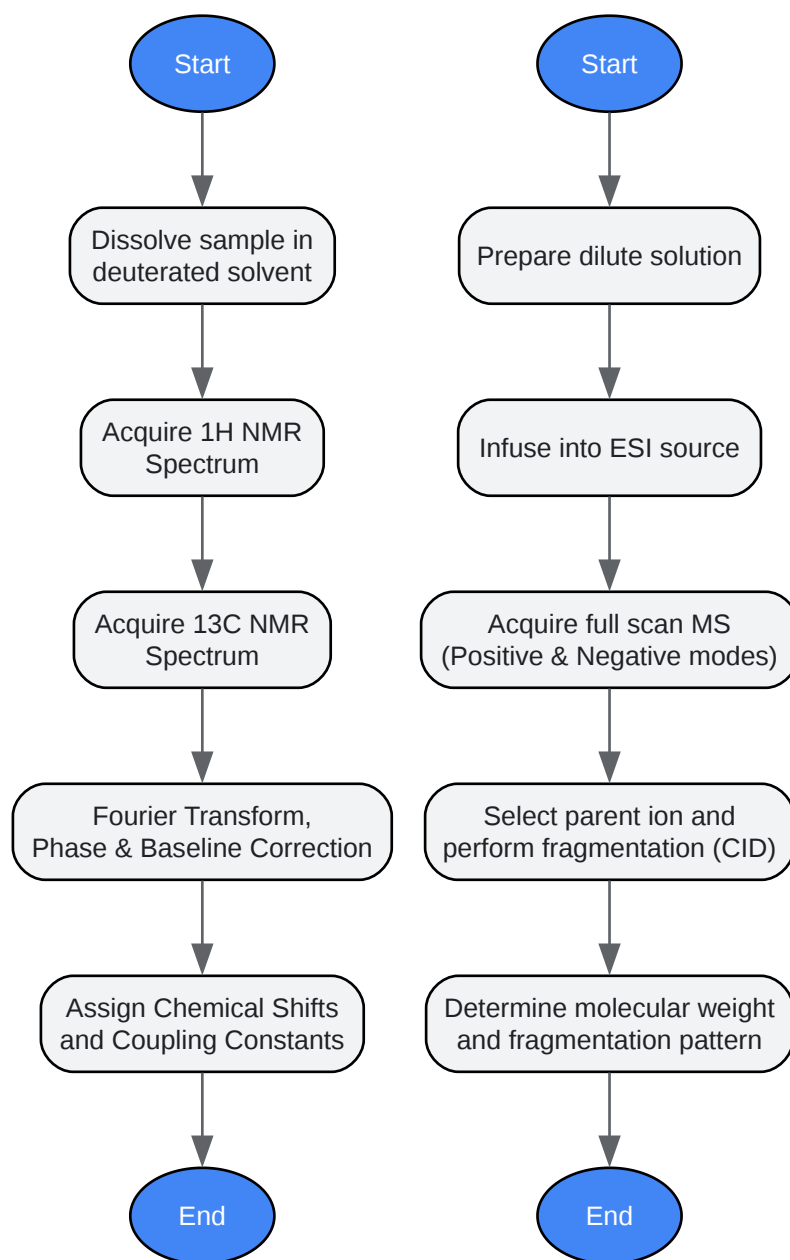 Start
Dissolve sample in
deuterated solvent
Acquire 1H NMR
Spectrum
Acquire 13C NMR
Spectrum
Fourier Transform,
Phase & Baseline Correction
Assign Chemical Shifts
and Coupling Constants
End
Start
Prepare dilute solution
Infuse into ESI source
Acquire full scan MS
(Positive & Negative modes)
Select parent ion and
perform fragmentation (CID)
Determine molecular weight
and fragmentation pattern
End